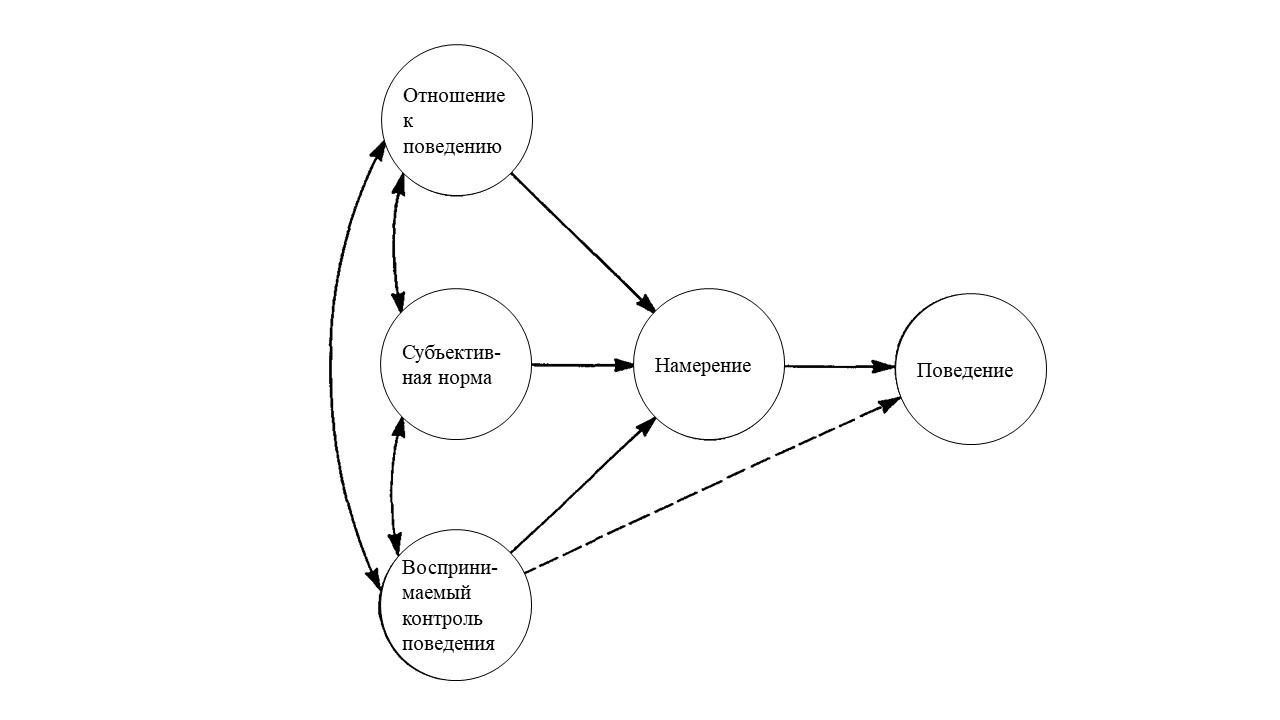 Отношение
к
поведению
Субъектив-
ная норма
Намерение
Поведение
Восприни-
маемый
контроль
поведения